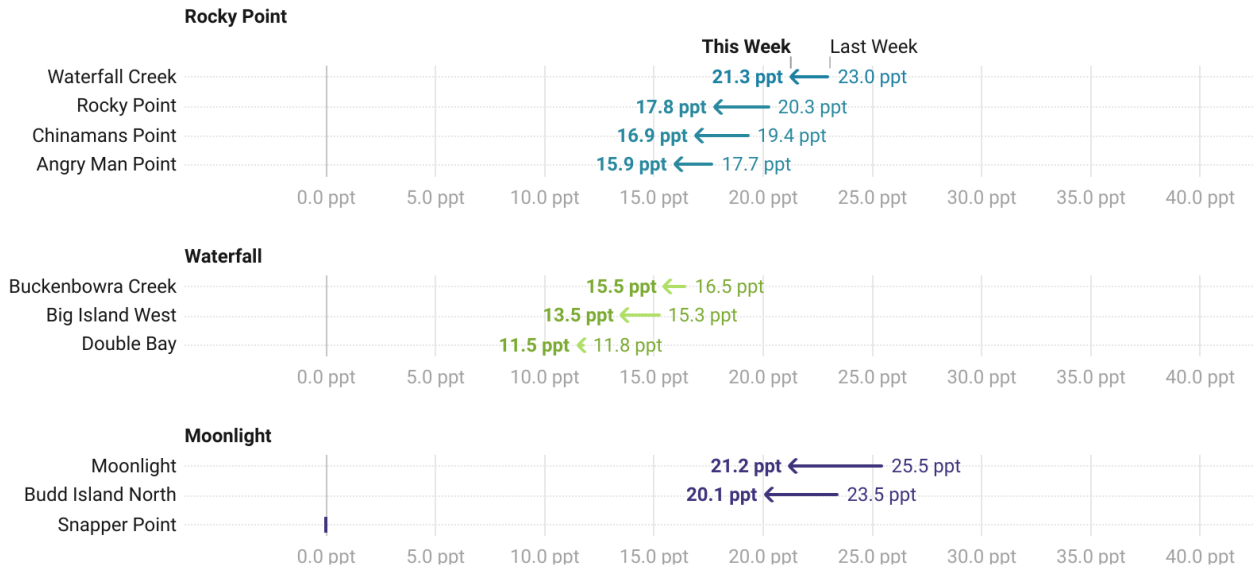 Rocky Point
This Week Last Week
Waterfall Creek 21.3 ppt 23.0 ppt
Rocky Point 17.8 ppt 20.3 ppt
Chinamans Point 16.9 ppt 19.4 ppt
Angry Man Point 15.9 ppt 17.7 ppt
0.0 ppt 5.0 ppt 10.0 ppt 15.0 ppt 20.0 ppt 25.0 ppt 30.0 ppt 35.0 ppt 40.0 ppt
Waterfall
Buckenbowra Creek 15.5 ppt 16.5 ppt
Big Island West 13.5 ppt 15.3 ppt
Double Bay 11.5 ppt 11.8 ppt
0.0 ppt 5.0 ppt 10.0 ppt 15.0 ppt 20.0 ppt 25.0 ppt 30.0 ppt 35.0 ppt 40.0 ppt
Moonlight
Moonlight 21.2 ppt 25.5 ppt
Budd Island North 20.1 ppt 23.5 ppt
Snapper Point
0.0 ppt 5.0 ppt 10.0 ppt 15.0 ppt 20.0 ppt 25.0 ppt 30.0 ppt 35.0 ppt 40.0 ppt